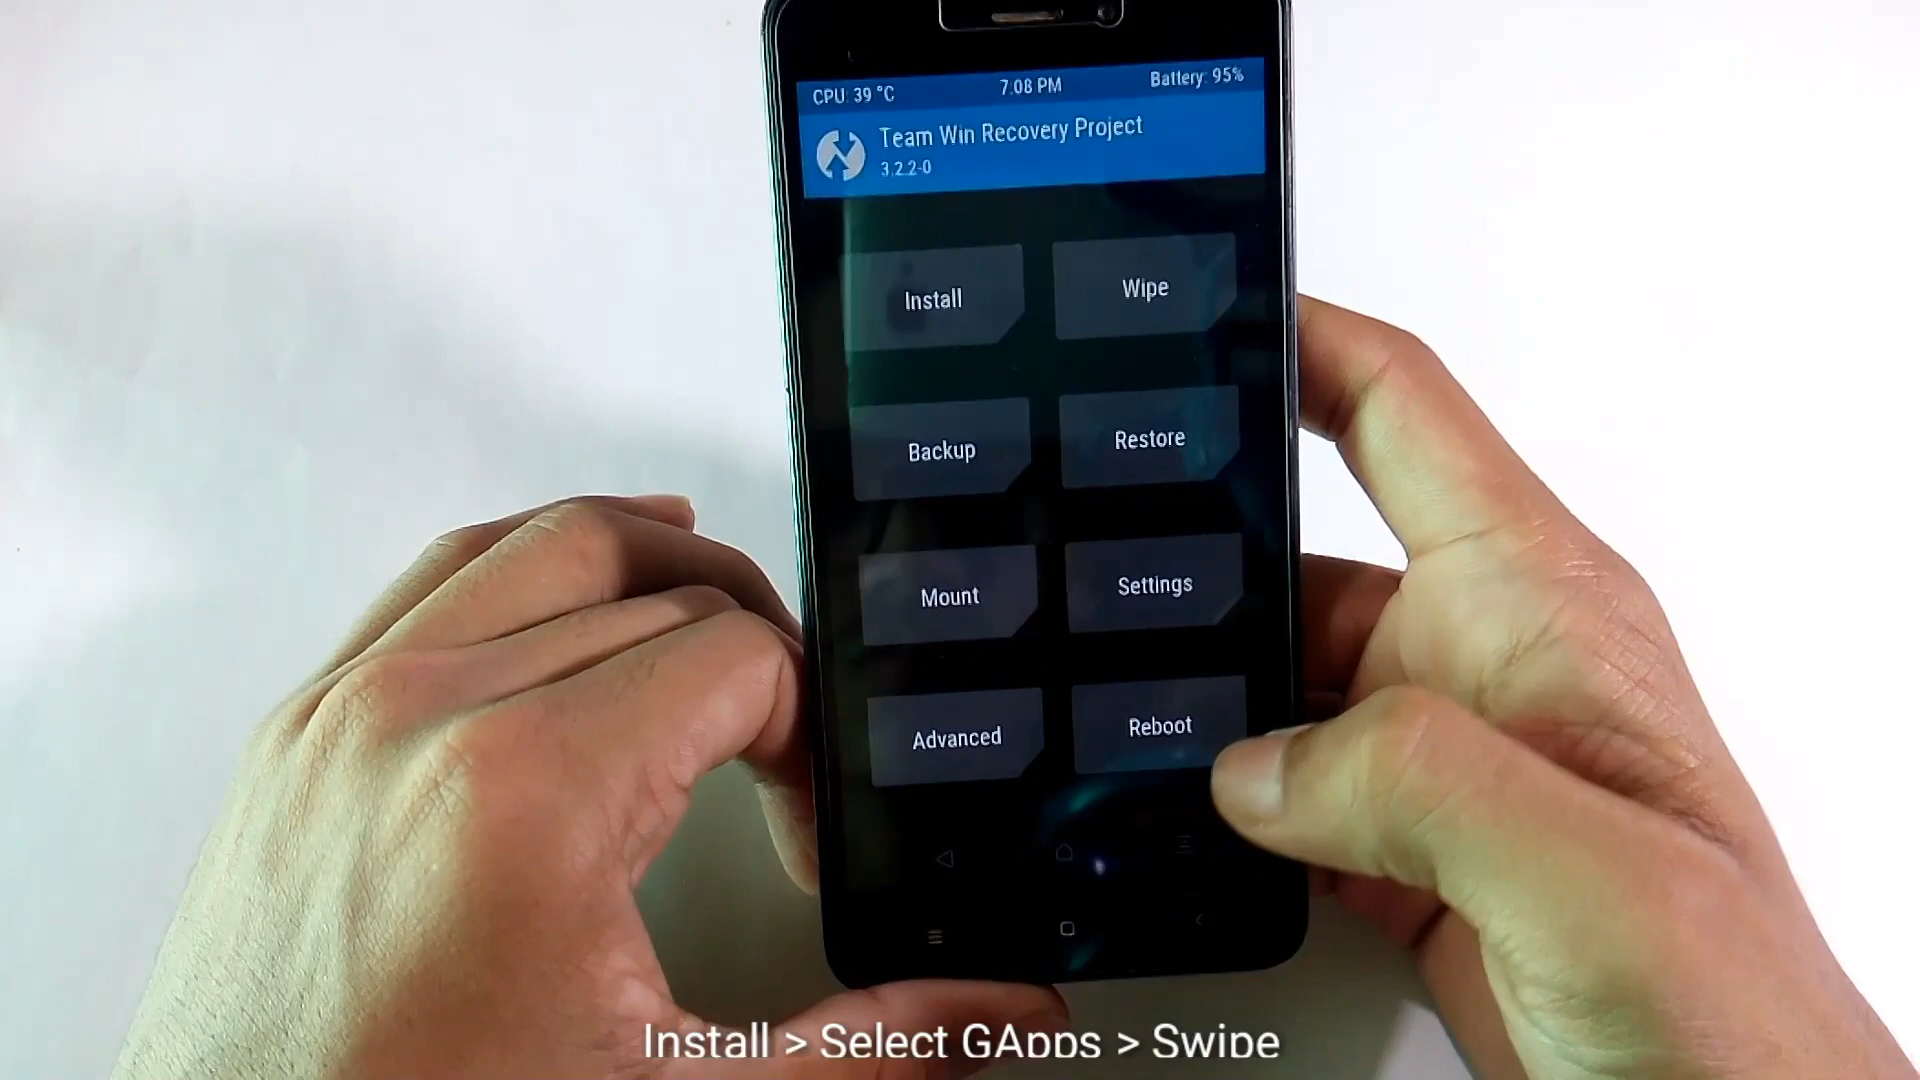 CPU: 39 °C 7:08 PM Battery: 95%
Team Win Recovery Project
3.2.2-0
Install Wipe
Backup Restore
Mount Settings
Advanced Reboot
Install > Select GApps > Swipe